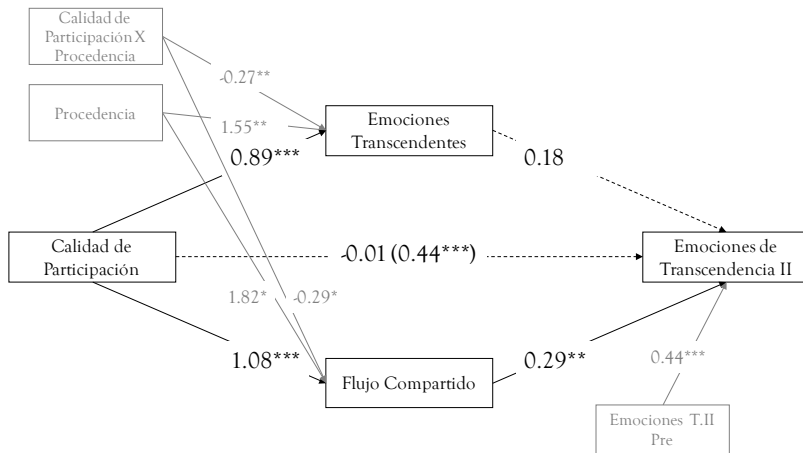 Calidad de
Participación X
Procedencia
-0.27**
Procedencia
1.55**
Emociones
Transcendentes
0.89***
0.18
Calidad de
Participación
-0.01 (0.44***)
Emociones de
Transcendencia II
1.82*
-0.29*
1.08***
Flujo Compartido
0.29**
0.44***
Emociones T.II
Pre